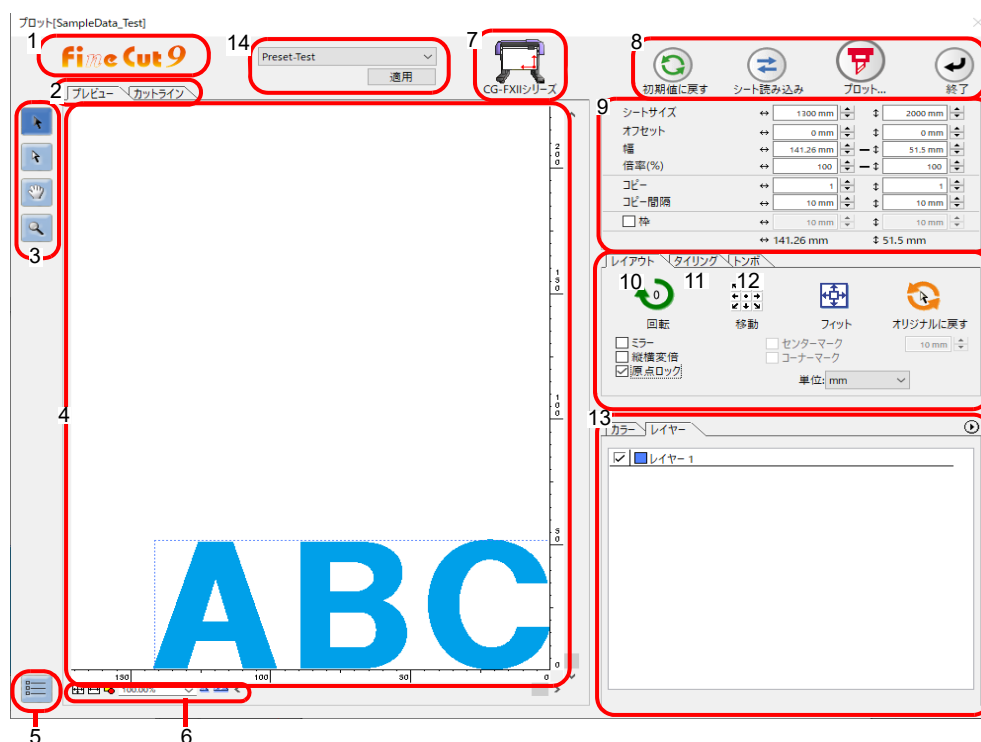 プロット[SampleData_Test]
1
FineCut9
14
Preset-Test
適用
7
CG-FXIIシリーズ
8
初期値に戻す
シート読み込み
プロット...
終了
2
プレビュー
カットライン
3
4
9
シートサイズ ↔ 1300 mm ↕ 2000 mm
オフセット ↔ 0 mm ↕ 0 mm
幅 ↔ 141.26 mm ↕ 51.5 mm
倍率(%) ↔ 100 ↕ 100
コピー ↔ 1 ↕ 1
コピー間隔 ↔ 10 mm ↕ 10 mm
枠 ↔ 10 mm ↕ 10 mm
↔ 141.26 mm ↕ 51.5 mm
レイアウト タイリング トンボ
10 11 12
0
回転 移動 フィット オリジナルに戻す
ミラー センターマーク 10 mm
縦横変倍 コーナーマーク
原点ロック
単位: mm
13
カラー レイヤー
レイヤー 1
200
150
100
50
0
ABC
150 100 50 0
100.00%
5
6